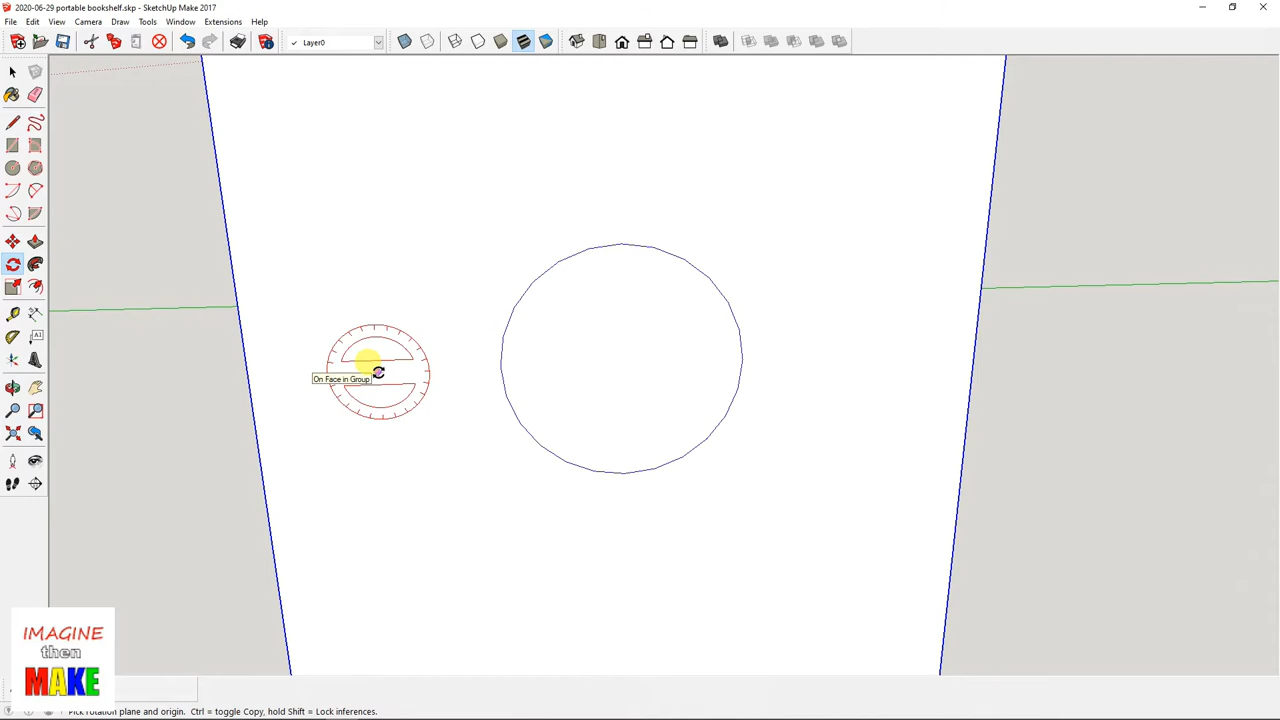 2020-06-29 portable bookshelf.skp - SketchUp Make 2017
File Edit View Camera Draw Tools Window Extensions Help
Layer0
On Face in Group
IMAGINE
then
MAKE
Pick rotation plane and origin. Ctrl = toggle Copy, hold Shift = Lock inferences.